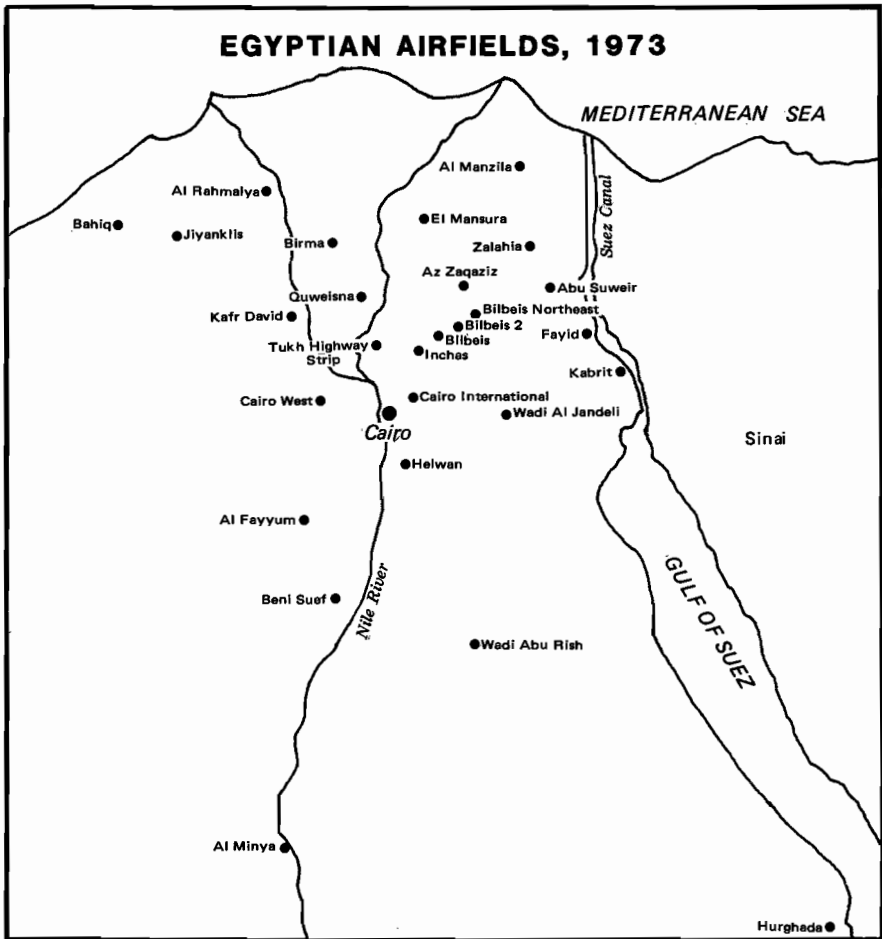 EGYPTIAN AIRFIELDS, 1973
MEDITERRANEAN SEA
Al Manzila
Al Rahmalya
Suez Canal
Bahiq
El Mansura
Jiyanklis
Birma
Zalahia
Az Zaqaziz
Abu Suweir
Quweisna
Bilbeis Northeast
Kafr David
Bilbeis 2
Fayid
Bilbeis
Tukh Highway
Strip
Inchas
Kabrit
Cairo West
Cairo International
Wadi Al Jandeli
Cairo
Sinai
Helwan
Al Fayyum
GULF OF SUEZ
Beni Suef
Nile River
Wadi Abu Rish
Al Minya
Hurghada